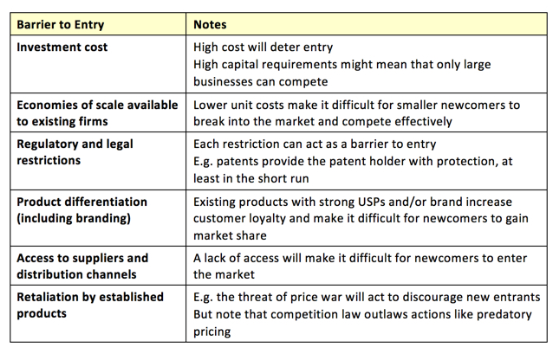 Barrier to Entry Notes
Investment cost High cost will deter entry
High capital requirements might mean that only large
businesses can compete
Economies of scale available Lower unit costs make it difficult for smaller newcomers to
to existing firms break into the market and compete effectively
Regulatory and legal Each restriction can act as a barrier to entry
restrictions E.g. patents provide the patent holder with protection, at
least in the short run
Product differentiation Existing products with strong USPs and/or brand increase
(including branding) customer loyalty and make it difficult for newcomers to gain
market share
Access to suppliers and A lack of access will make it difficult for newcomers to enter
distribution channels the market
Retaliation by established E.g. the threat of price war will act to discourage new entrants
products But note that competition law outlaws actions like predatory
pricing